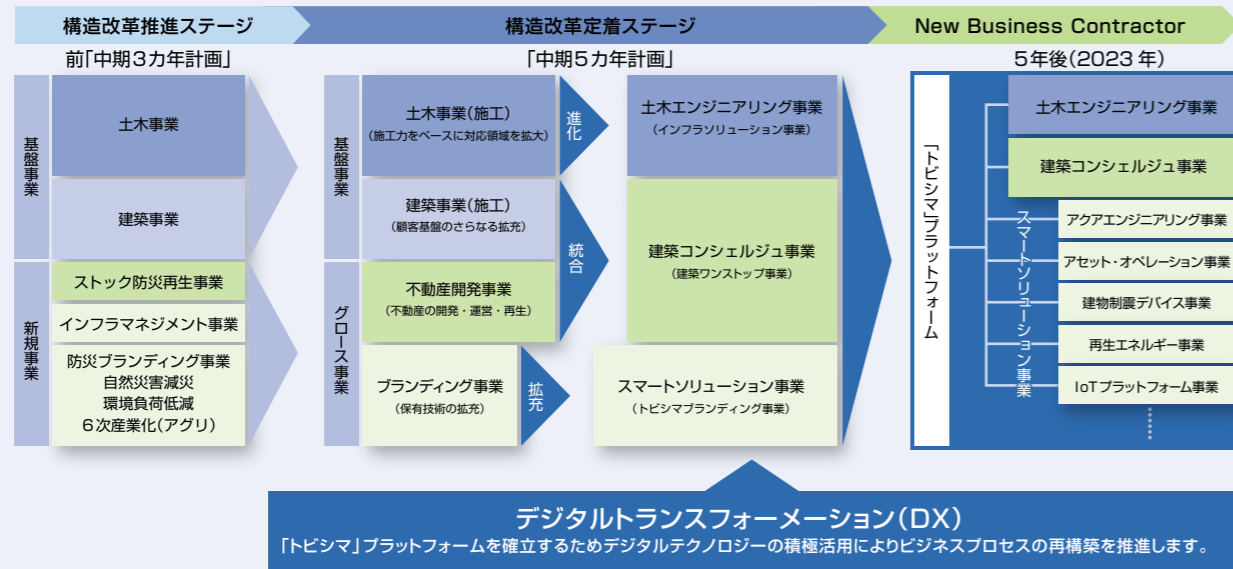 構造改革推進ステージ
構造改革定着ステージ
New Business Contractor
前「中期3カ年計画」
「中期5カ年計画」
5年後(2023年)
基盤事業
土木事業
建築事業
新規事業
ストック防災再生事業
インフラマネジメント事業
防災ブランディング事業
自然災害減災
環境負荷低減
6次産業化(アグリ)
基盤事業
土木事業(施工)
(施工力をベースに対応領域を拡大)
建築事業(施工)
(顧客基盤のさらなる拡充)
グロース事業
不動産開発事業
(不動産の開発・運営・再生)
ブランディング事業
(保有技術の拡充)
進化
統合
拡充
土木エンジニアリング事業
(インフラソリューション事業)
建築コンシェルジュ事業
(建築ワンストップ事業)
スマートソリューション事業
(トビシマブランディング事業)
「トビシマ」プラットフォーム
土木エンジニアリング事業
建築コンシェルジュ事業
スマートソリューション事業
アクアエンジニアリング事業
アセット・オペレーション事業
建物制震デバイス事業
再生エネルギー事業
IoTプラットフォーム事業
デジタルトランスフォーメーション(DX)
「トビシマ」プラットフォームを確立するためデジタルテクノロジーの積極活用によりビジネスプロセスの再構築を推進します。